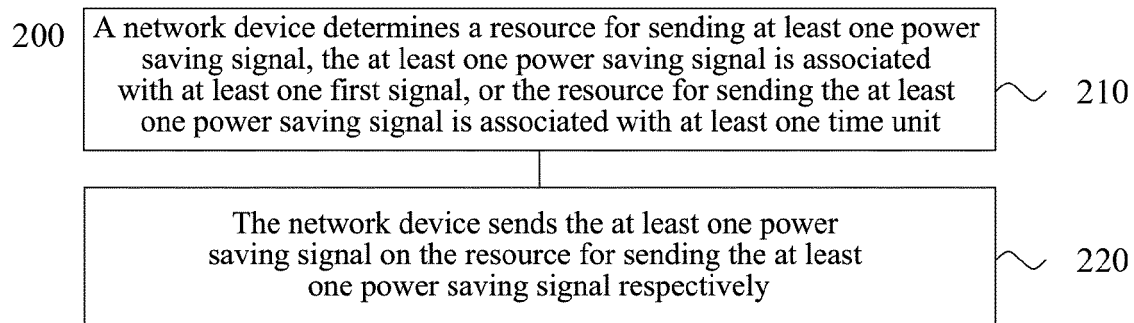 200
A network device determines a resource for sending at least one power
saving signal, the at least one power saving signal is associated
with at least one first signal, or the resource for sending the at least
one power saving signal is associated with at least one time unit
210
The network device sends the at least one power
saving signal on the resource for sending the at least
one power saving signal respectively
220